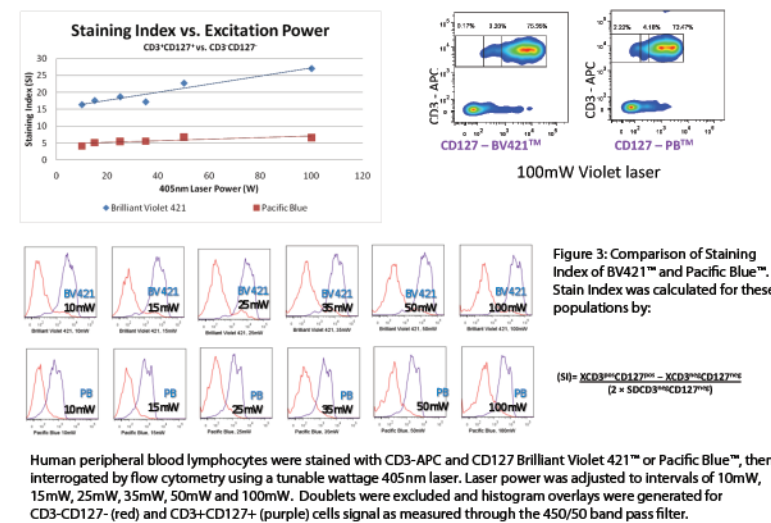 Staining Index vs. Excitation Power
CD3⁺CD127⁺ vs. CD3⁻CD127⁻
Staining Index (SI)
30
25
20
15
10
5
0
0 20 40 60 80 100 120
405nm Laser Power (W)
Brilliant Violet 421 Pacific Blue
0.17% 3.20% 75.55%
CD3 - APC
CD127 – BV421™
2.22% 4.18% 72.47%
CD3 - APC
CD127 – PB™
100mW Violet laser
BV421
10mW
Brilliant Violet 421, 10mW
BV421
15mW
Brilliant Violet 421, 15mW
BV421
25mW
Brilliant Violet 421, 25mW
BV421
35mW
Brilliant Violet 421, 35mW
BV421
50mW
Brilliant Violet 421, 50mW
BV421
100mW
Brilliant Violet 421, 100mW
Figure 3: Comparison of Staining
Index of BV421™ and Pacific Blue™.
Stain Index was calculated for these
populations by:
PB
10mW
Pacific Blue 10mW
PB
15mW
Pacific Blue, 15mW
PB
25mW
Pacific Blue, 25mW
PB
35mW
PB
50mW
Pacific Blue, 50mW
PB
100mW
(SI)= XCD3ᵖᵒˢCD127ᵖᵒˢ – XCD3ⁿᵉᵍCD127ⁿᵉᵍ
(2 × SDCD3ⁿᵉᵍCD127ⁿᵉᵍ)
Human peripheral blood lymphocytes were stained with CD3-APC and CD127 Brilliant Violet 421™ or Pacific Blue™, then
interrogated by flow cytometry using a tunable wattage 405nm laser. Laser power was adjusted to intervals of 10mW,
15mW, 25mW, 35mW, 50mW and 100mW. Doublets were excluded and histogram overlays were generated for
CD3-CD127- (red) and CD3+CD127+ (purple) cells signal as measured through the 450/50 band pass filter.